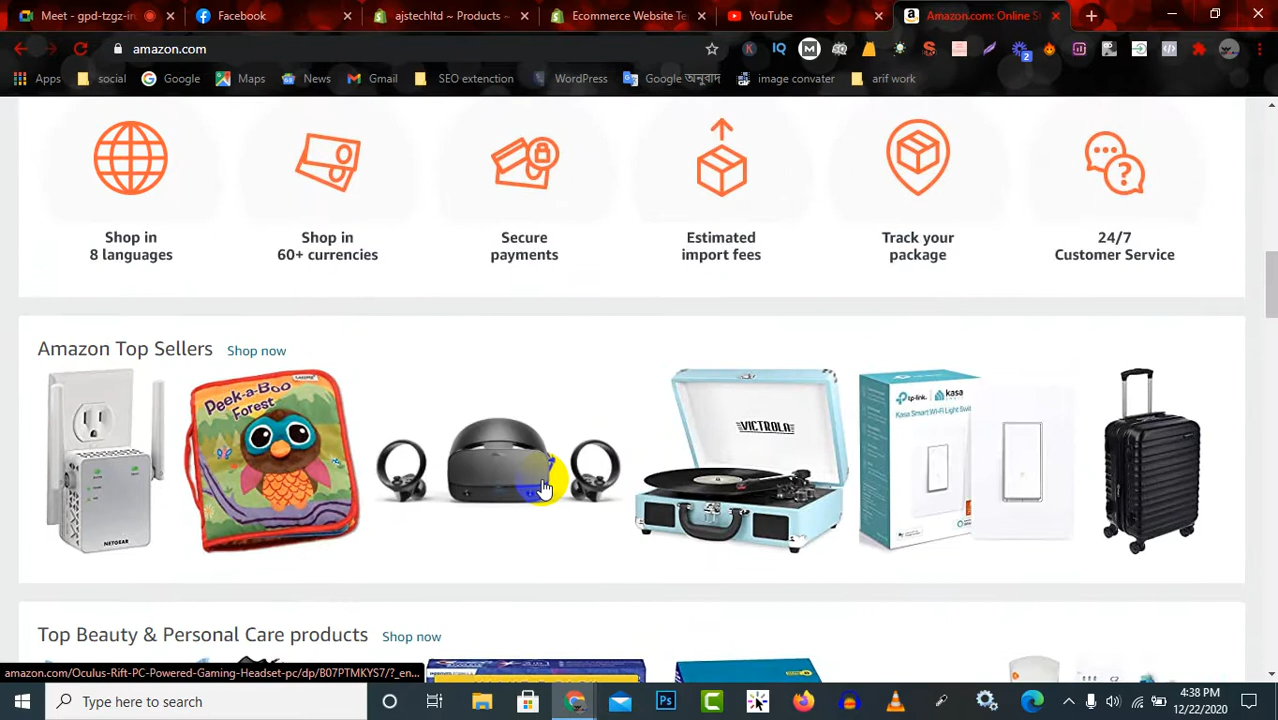 Meet - gpd-tzgz-in
Facebook
ajstechltd ~ Products ~
Ecommerce Website Te
YouTube
Amazon.com: Online S
amazon.com
Apps
social
Google
Maps
News
Gmail
SEO extenction
WordPress
Google অনুবাদ
image convater
arif work
Shop in
8 languages
Shop in
60+ currencies
Secure
payments
Estimated
import fees
Track your
package
24/7
Customer Service
Amazon Top Sellers Shop now
NETGEAR
Peek-a-Boo
Forest
VICTROLA
tp-link
kasa
Kasa Smart Wi-Fi Light Swi
Top Beauty & Personal Care products Shop now
amazon.com/Oculus-Rift-PC-Powered-Gaming-Headset-pc/dp/B07PTMKYS7/?_en...
Type here to search
4:38 PM
12/22/2020